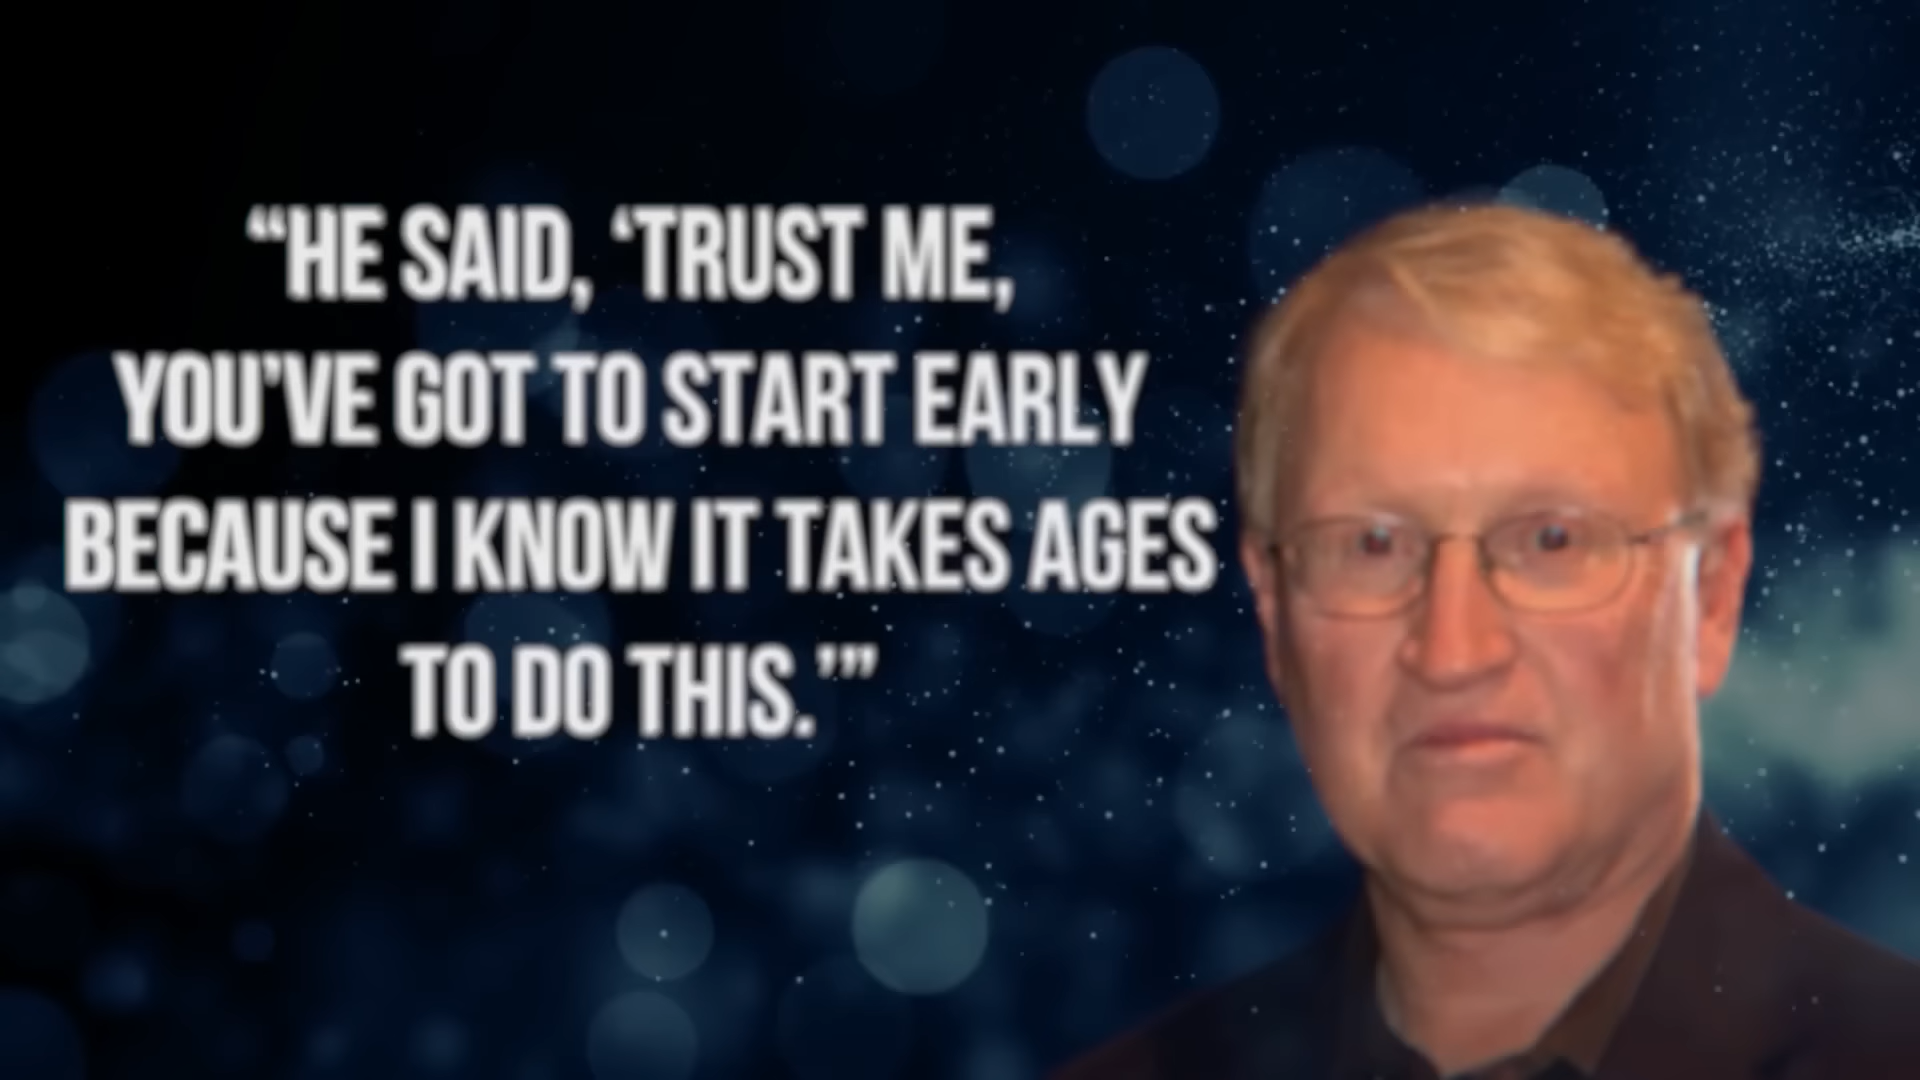 “HE SAID, ‘TRUST ME,
YOU’VE GOT TO START EARLY
BECAUSE I KNOW IT TAKES AGES
TO DO THIS.’”